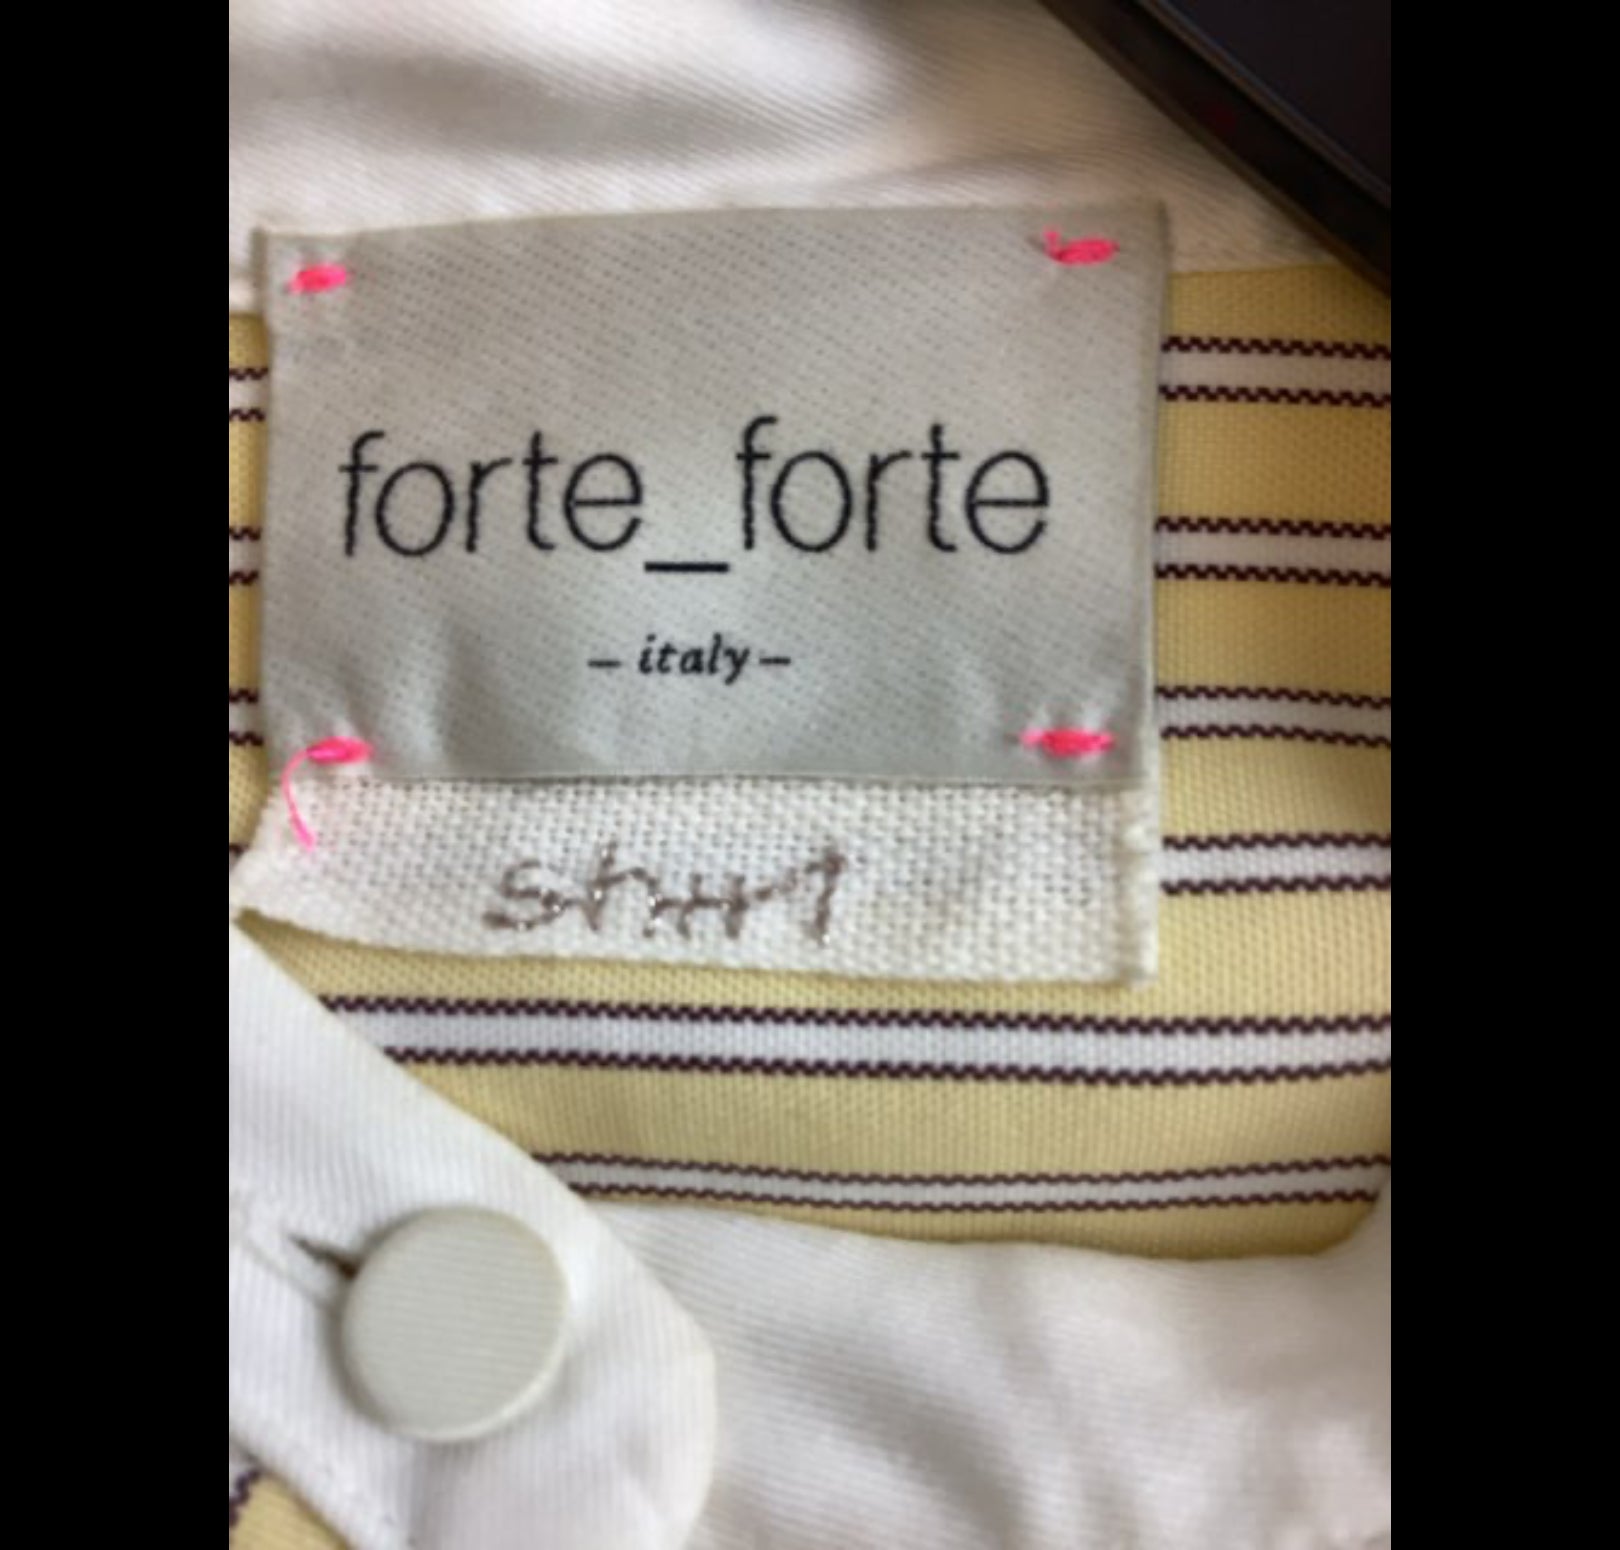 forte_forte
– italy –